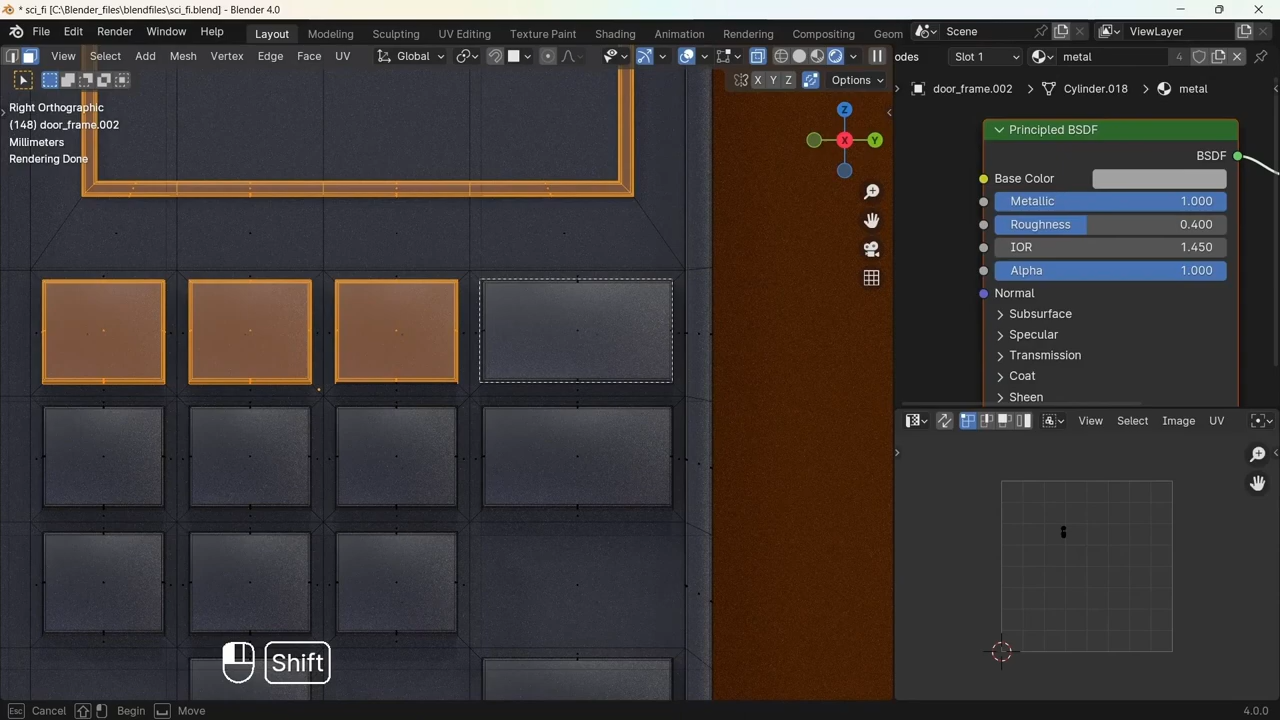 * sci_fi [C:\Blender_files\blendfiles\sci_fi.blend] - Blender 4.0
File Edit Render Window Help
Layout Modeling Sculpting UV Editing Texture Paint Shading Animation Rendering Compositing Geom
Scene
ViewLayer
View Select Add Mesh Vertex Edge Face UV
Global
odes
Slot 1
metal
4
X Y Z
Options
door_frame.002
Cylinder.018
metal
Right Orthographic
(148) door_frame.002
Millimeters
Rendering Done
Z
Y
X
Principled BSDF
BSDF
Base Color
Metallic 1.000
Roughness 0.400
IOR 1.450
Alpha 1.000
Normal
Subsurface
Specular
Transmission
Coat
Sheen
View Select Image UV
Shift
Esc Cancel Begin Move
4.0.0